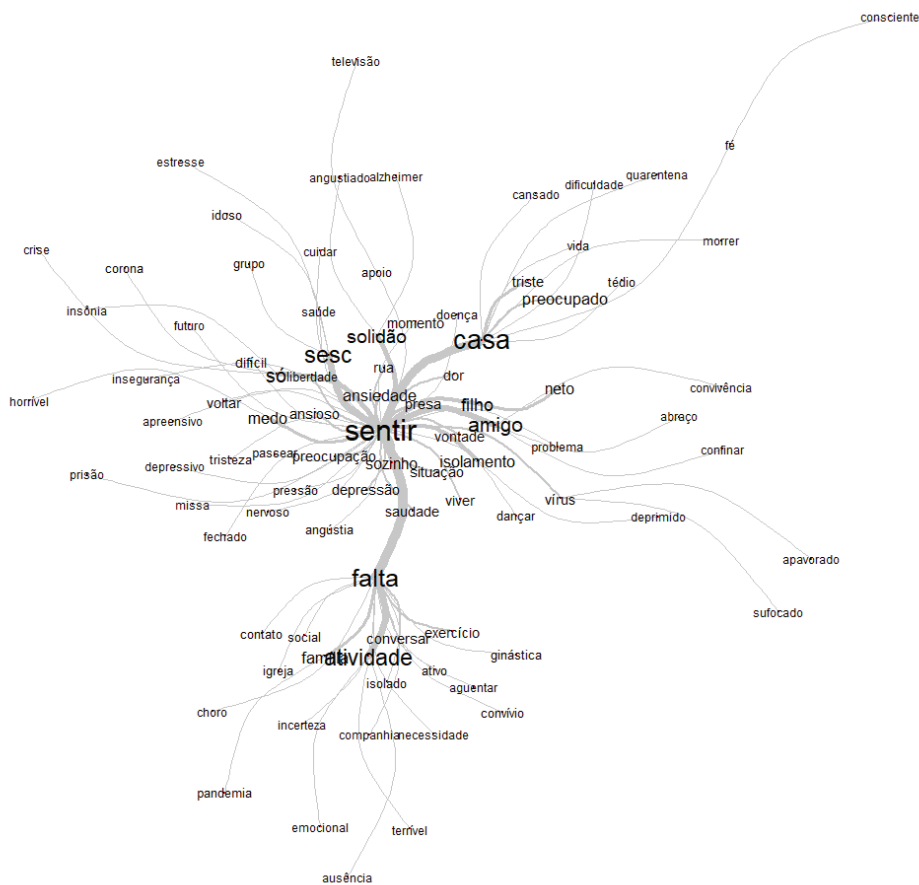 consciente
televisão
fé
estresse
angustiado
alzheimer
quarentena
dificuldade
cansado
idoso
crise
cuidar
vida
morrer
grupo
corona
apoio
triste
tédio
preocupado
insônia
saúde
momento
doença
futuro
solidão
casa
sesc
difícil
rua
só
liberdade
dor
insegurança
convivência
neto
ansiedade
horrível
voltar
presa
filho
medo
ansioso
abraço
apreensivo
amigo
sentir
vontade
problema
confinar
passear
preocupação
tristeza
sozinho
isolamento
depressivo
situação
prisão
pressão
depressão
vírus
viver
missa
nervoso
saudade
dançar
deprimido
angústia
fechado
apavorado
falta
sufocado
contato
social
conversar
exercício
família
atividade
ginástica
igreja
ativo
isolado
aguentar
choro
convívio
incerteza
companhia
necessidade
pandemia
emocional
terrível
ausência